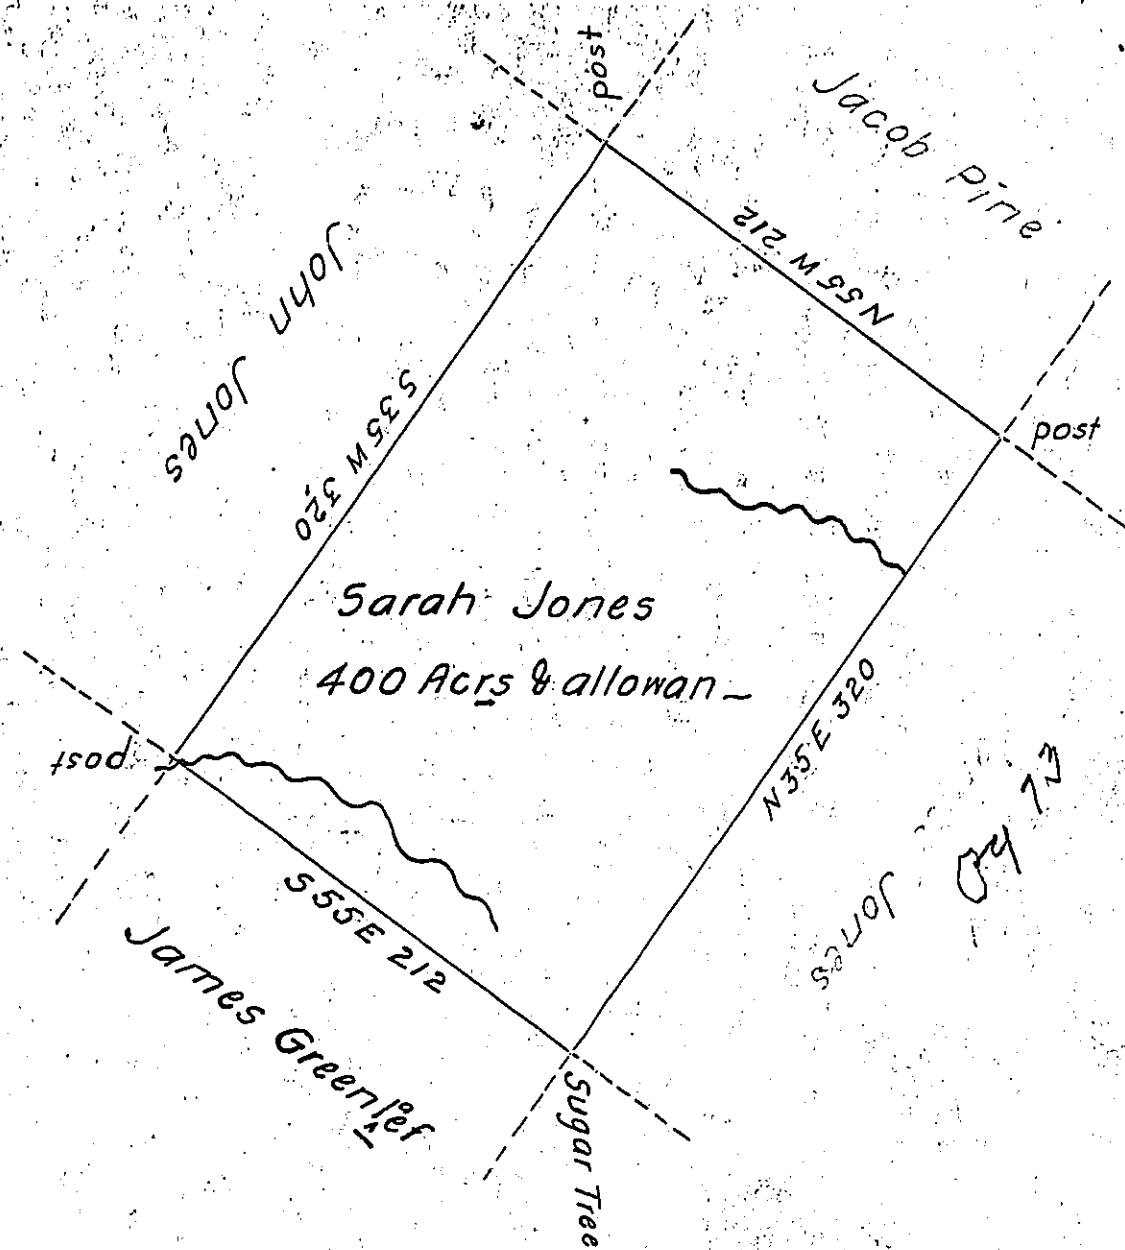 post
Jacob Pine
N55W 212
John Jones
S35W 320
post
Sarah Jones
400 Acrs & allowan
N35E 320
post
S55E 212
James Greenlef
Jones
Sugar Tree